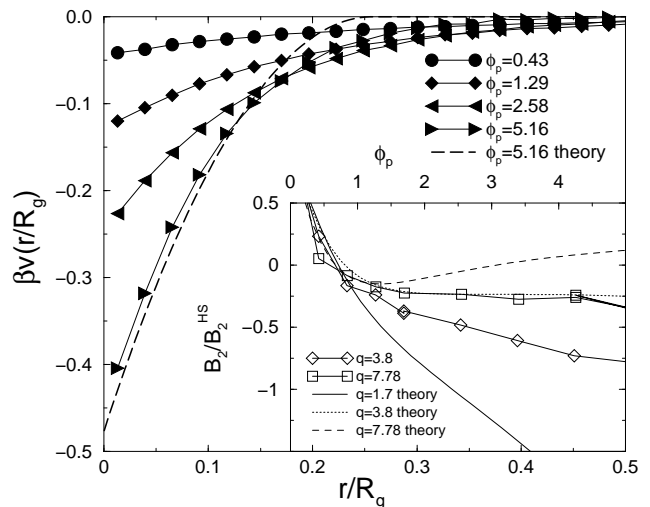 0.0
−0.1
−0.2
−0.3
−0.4
−0.5
βv(r/R_g)
0
0.1
0.2
0.3
0.4
0.5
r/R_g
ϕ_p=0.43
ϕ_p=1.29
ϕ_p=2.58
ϕ_p=5.16
ϕ_p=5.16 theory
ϕ_p
0 1 2 3 4
0.5
0
−0.5
−1
B_2/B_2^HS
q=3.8
q=7.78
q=1.7 theory
q=3.8 theory
q=7.78 theory